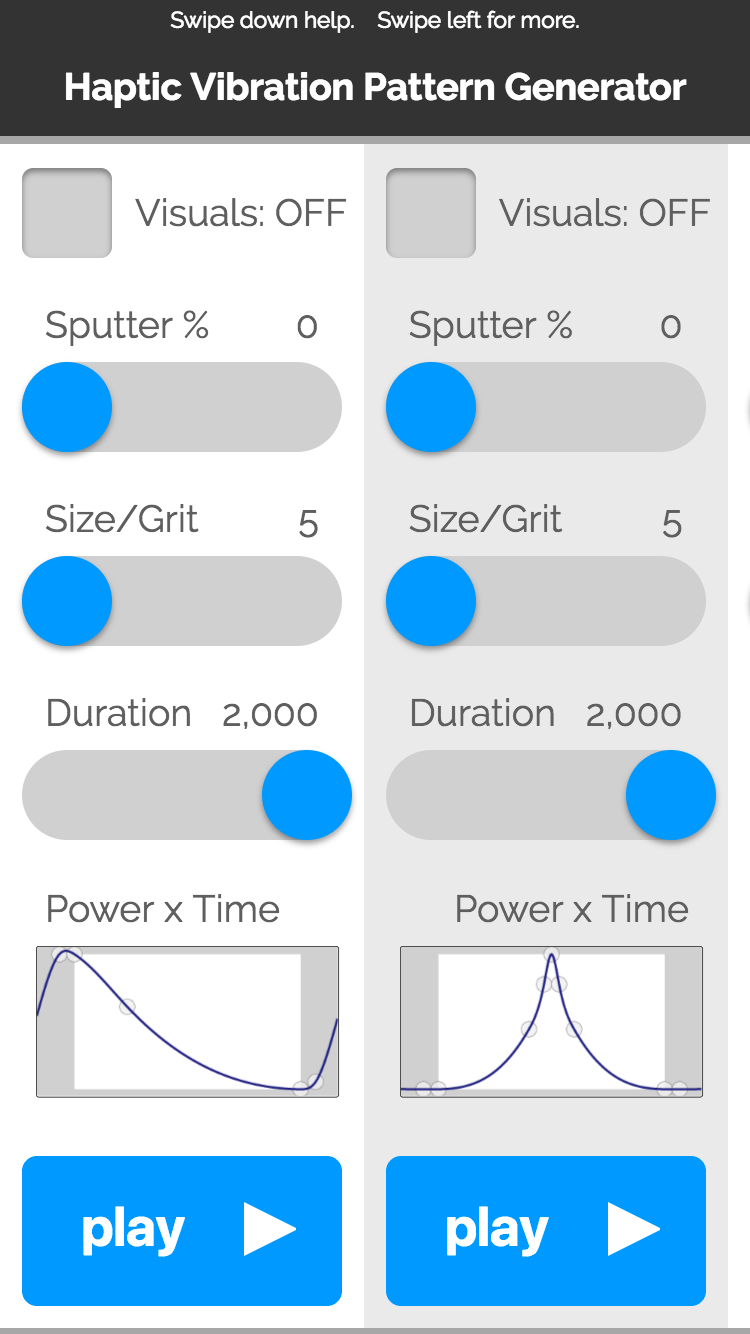 Swipe down help. Swipe left for more.
Haptic Vibration Pattern Generator
Visuals: OFF
Sputter % 0
Size/Grit 5
Duration 2,000
Power x Time
play
Visuals: OFF
Sputter % 0
Size/Grit 5
Duration 2,000
Power x Time
play